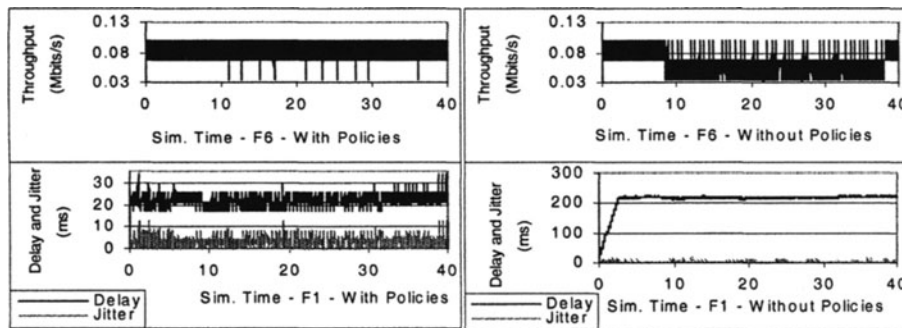 Throughput
(Mbits/s)
0.13
0.08
0.03
0 10 20 30 40
Sim. Time - F6 - With Policies
Throughput
(Mbits/s)
0.13
0.08
0.03
0 10 20 30 40
Sim. Time - F6 - Without Policies
Delay and Jitter
(ms)
30
20
10
0
0 10 20 30 40
Sim. Time - F1 - With Policies
Delay
Jitter
Delay and Jitter
(ms)
300
200
100
0
0 10 20 30 40
Sim. Time - F1 - Without Policies
Delay
Jitter